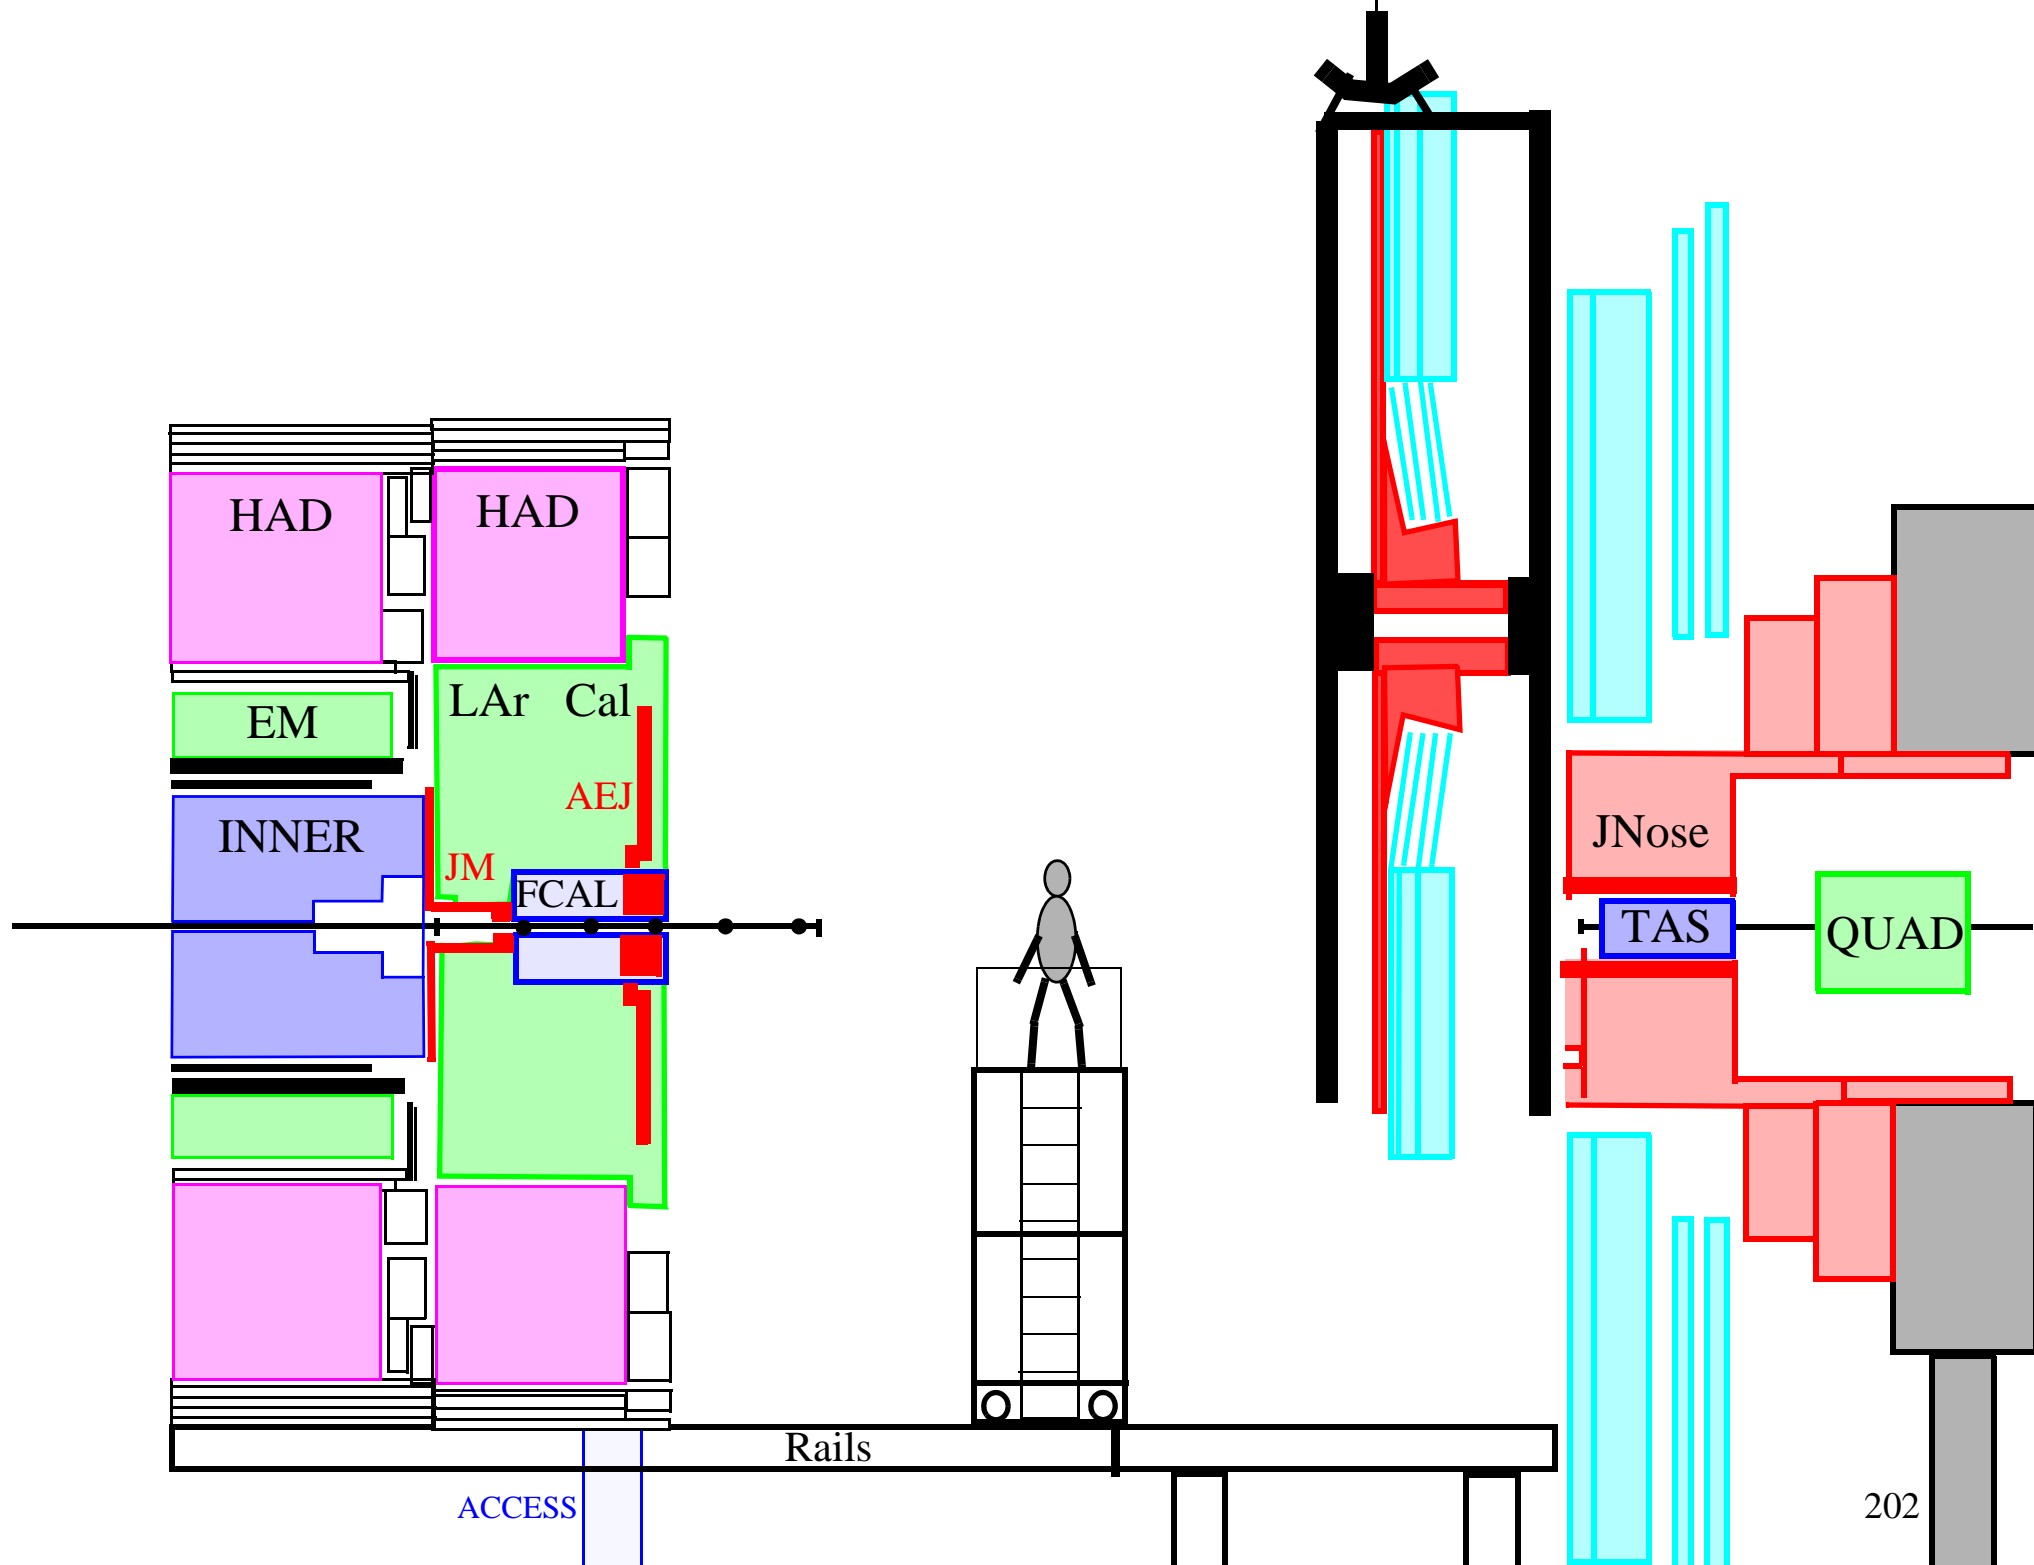 HAD HAD
LAr Cal
EM
AEJ
INNER
JNose
JM
FCAL
TAS
QUAD
Rails
ACCESS
202